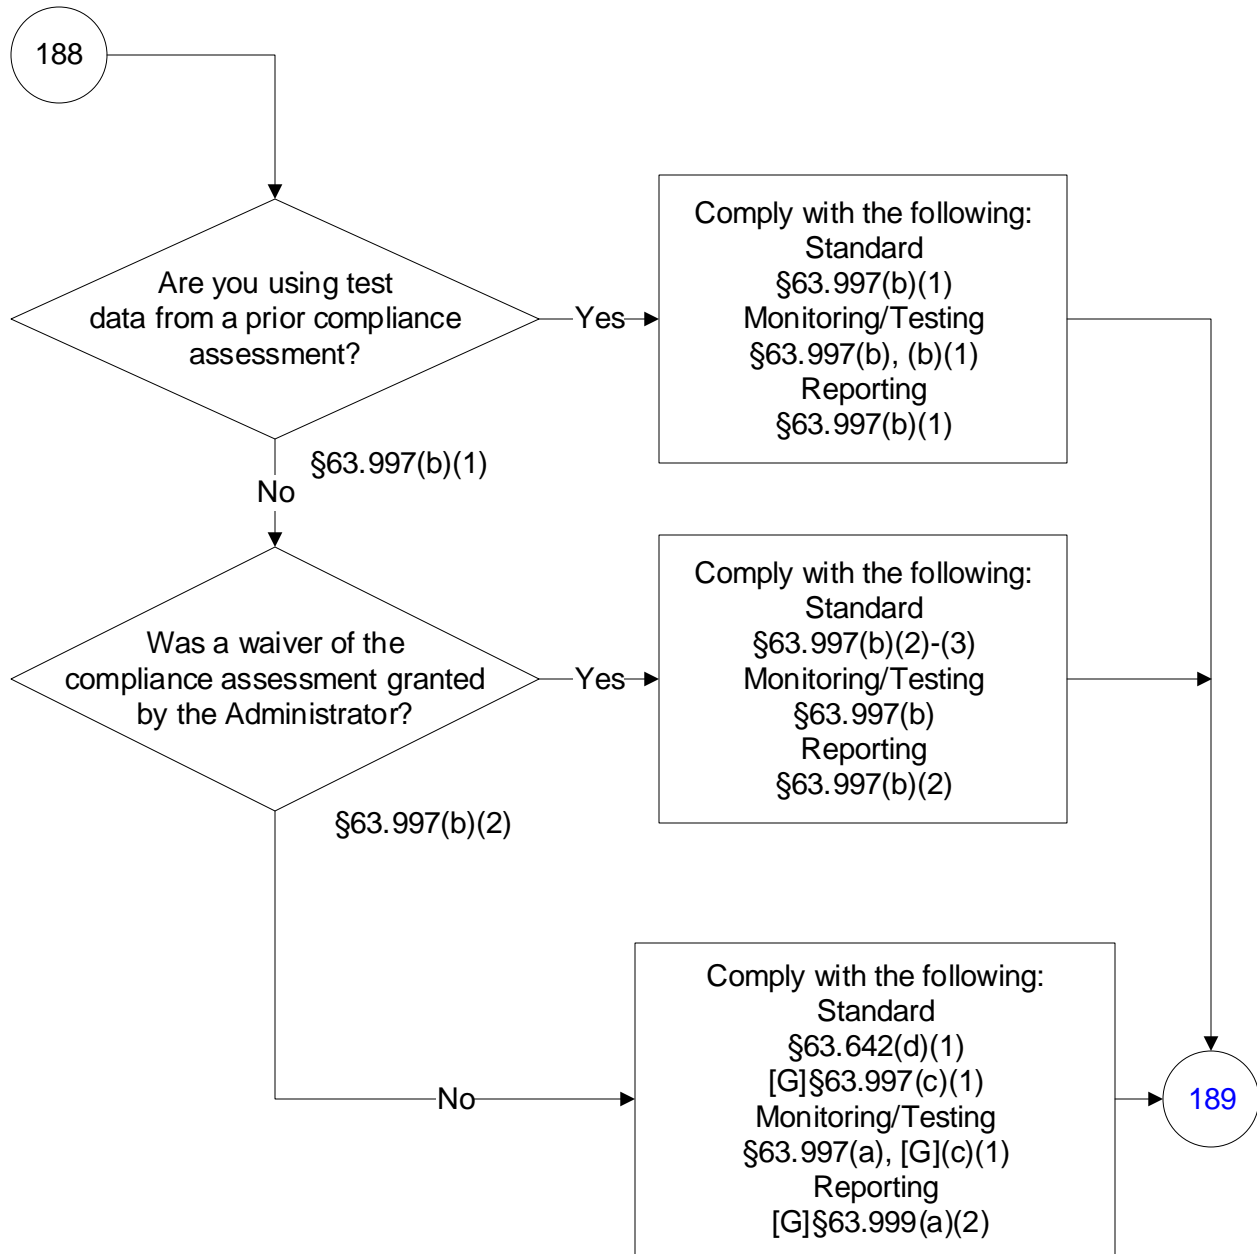 188
Are you using test
data from a prior compliance
assessment?
Yes
Comply with the following:
Standard
§63.997(b)(1)
Monitoring/Testing
§63.997(b), (b)(1)
Reporting
§63.997(b)(1)
§63.997(b)(1)
No
Was a waiver of the
compliance assessment granted
by the Administrator?
Yes
Comply with the following:
Standard
§63.997(b)(2)-(3)
Monitoring/Testing
§63.997(b)
Reporting
§63.997(b)(2)
§63.997(b)(2)
No
Comply with the following:
Standard
§63.642(d)(1)
[G]§63.997(c)(1)
Monitoring/Testing
§63.997(a), [G](c)(1)
Reporting
[G]§63.999(a)(2)
189